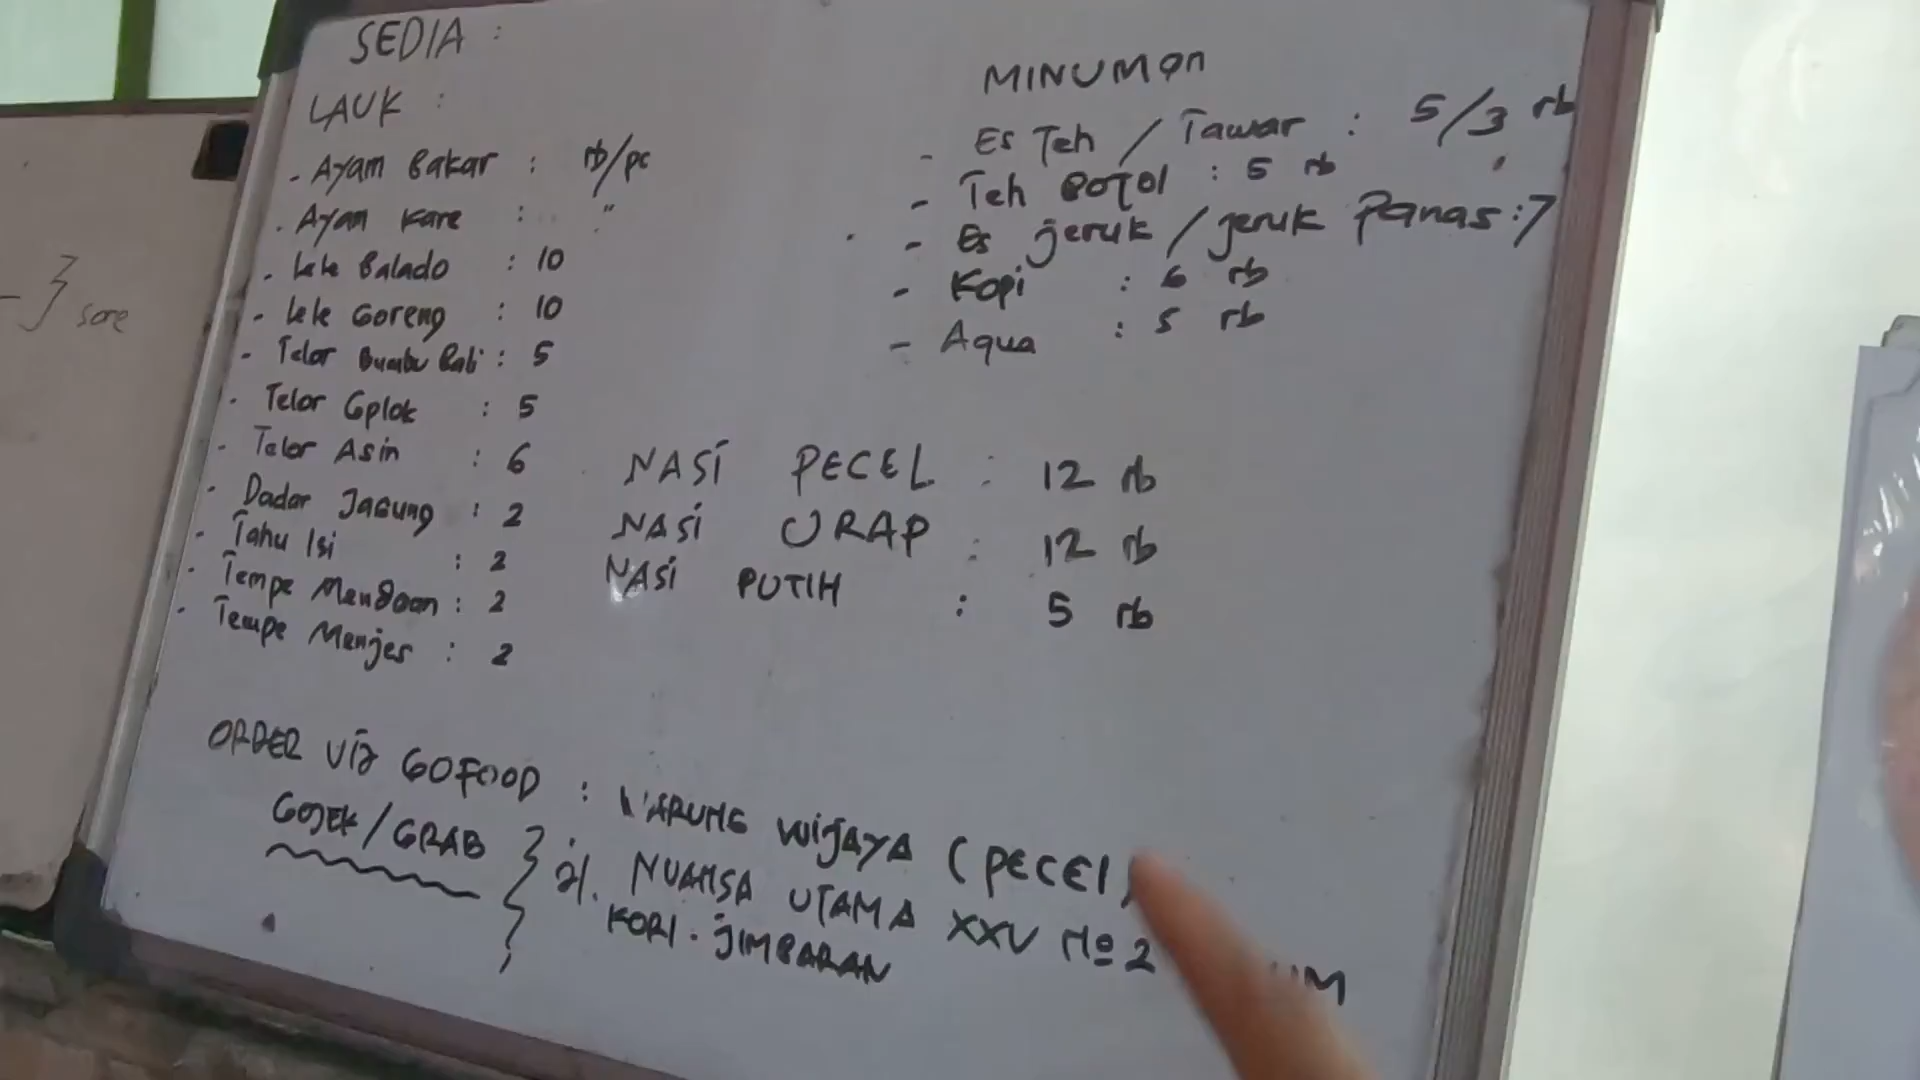 SEDIA :
LAUK :
- Ayam Bakar : rb/pc
- Ayam Kare : "
- Lele Balado : 10
- Lele Goreng : 10
- Telor Bumbu Bali : 5
- Telor Cplok : 5
- Telor Asin : 6
- Dadar Jagung : 2
- Tahu Isi : 2
- Tempe Mendoan : 2
- Tempe Menjes : 2
MINUMAn
- Es Teh / Tawar : 5/3 rb
- Teh Botol : 5 rb
- Es jeruk / jeruk Panas : 7
- Kopi : 6 rb
- Aqua : 5 rb
NASI PECEL : 12 rb
NASI URAP : 12 rb
NASI PUTIH : 5 rb
ORDER VIA GOFOOD : WARUNG WIJAYA (PECEL)
GOJEK/GRAB } jl. NUANSA UTAMA XXV No 2
KORI . JIMBARAN
sore